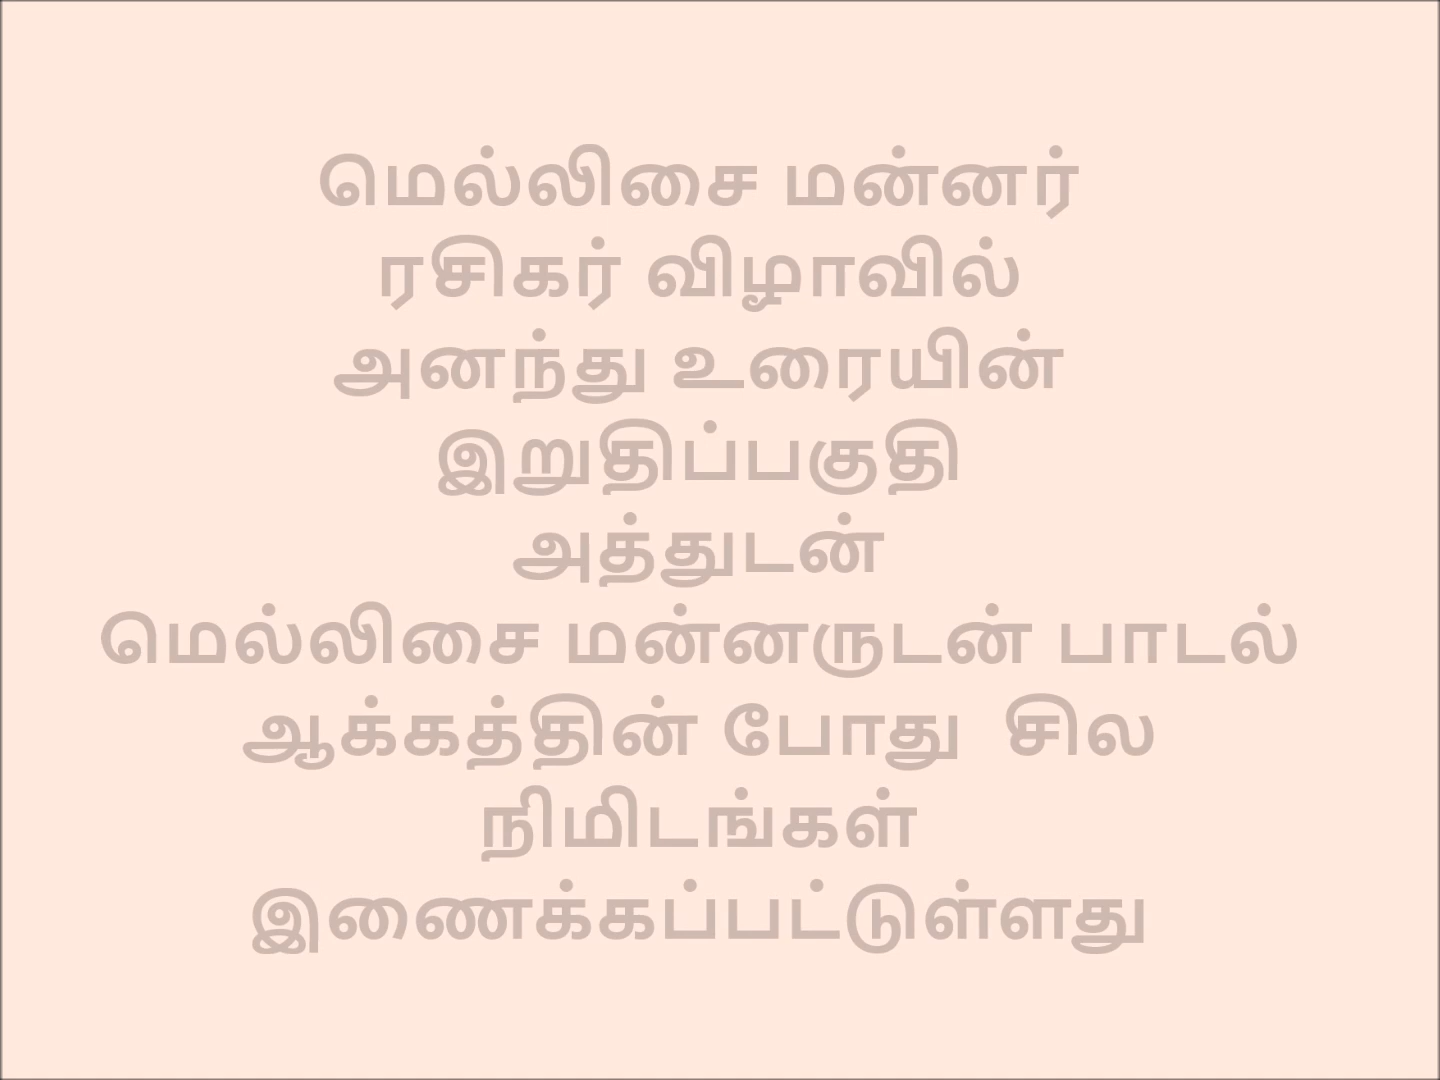 மெல்லிசை மன்னர்
ரசிகர் விழாவில்
அனந்து உரையின்
இறுதிப்பகுதி
அத்துடன்
மெல்லிசை மன்னருடன் பாடல்
ஆக்கத்தின் போது சில
நிமிடங்கள்
இணைக்கப்பட்டுள்ளது